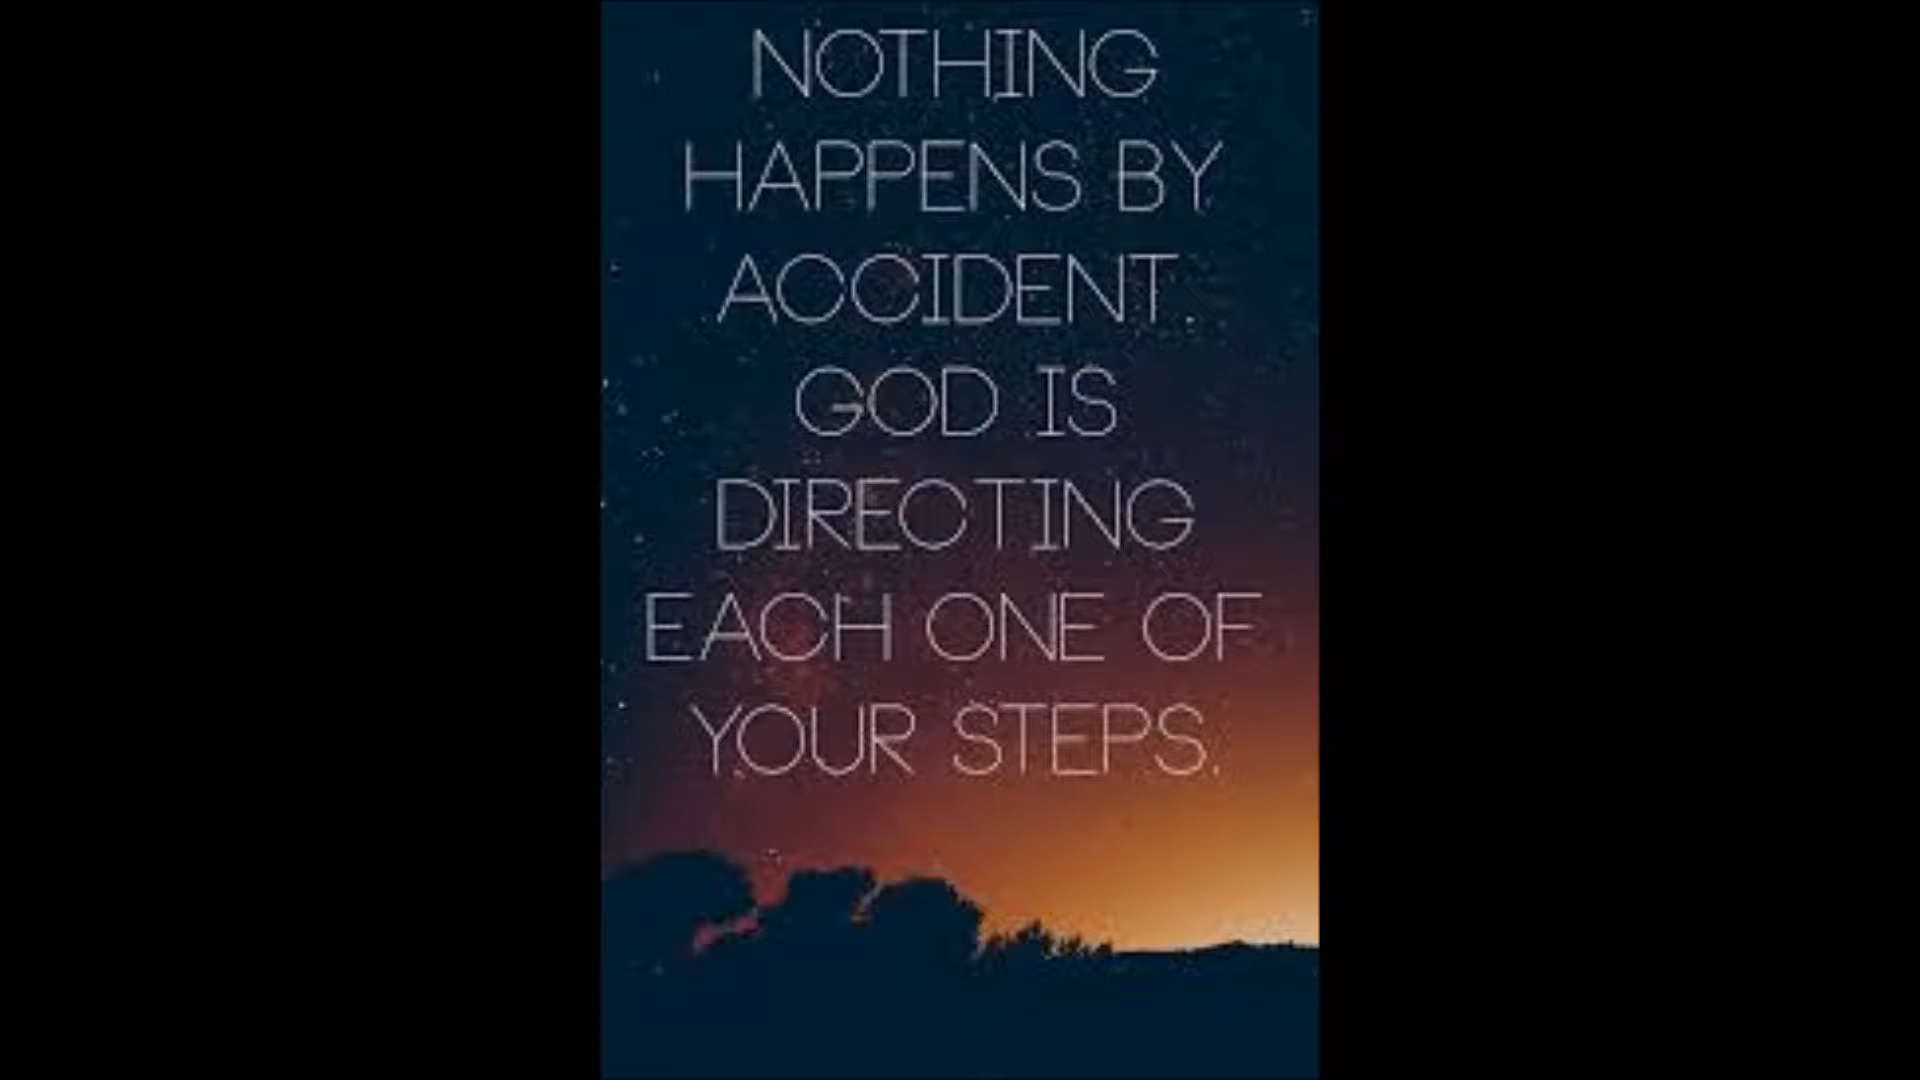 NOTHING
HAPPENS BY
ACCIDENT.
GOD IS
DIRECTING
EACH ONE OF
YOUR STEPS.